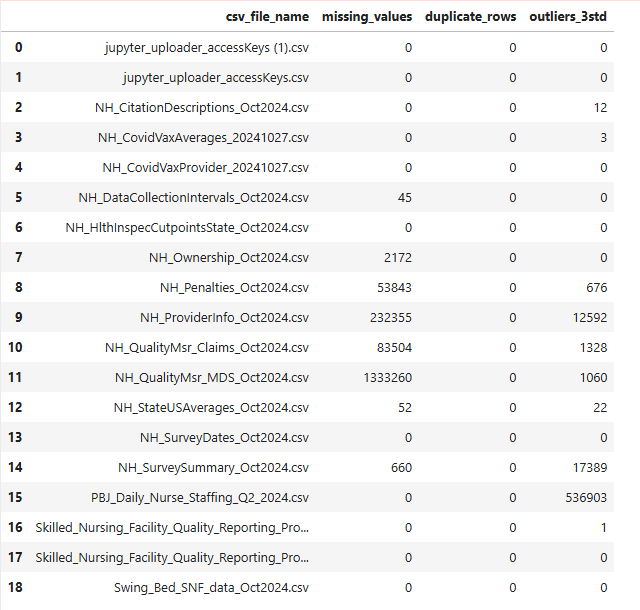 csv_file_name missing_values duplicate_rows outliers_3std
0 jupyter_uploader_accessKeys (1).csv 0 0 0
1 jupyter_uploader_accessKeys.csv 0 0 0
2 NH_CitationDescriptions_Oct2024.csv 0 0 12
3 NH_CovidVaxAverages_20241027.csv 0 0 3
4 NH_CovidVaxProvider_20241027.csv 0 0 0
5 NH_DataCollectionIntervals_Oct2024.csv 45 0 0
6 NH_HlthInspecCutpointsState_Oct2024.csv 0 0 0
7 NH_Ownership_Oct2024.csv 2172 0 0
8 NH_Penalties_Oct2024.csv 53843 0 676
9 NH_ProviderInfo_Oct2024.csv 232355 0 12592
10 NH_QualityMsr_Claims_Oct2024.csv 83504 0 1328
11 NH_QualityMsr_MDS_Oct2024.csv 1333260 0 1060
12 NH_StateUSAverages_Oct2024.csv 52 0 22
13 NH_SurveyDates_Oct2024.csv 0 0 0
14 NH_SurveySummary_Oct2024.csv 660 0 17389
15 PBJ_Daily_Nurse_Staffing_Q2_2024.csv 0 0 536903
16 Skilled_Nursing_Facility_Quality_Reporting_Pro... 0 0 1
17 Skilled_Nursing_Facility_Quality_Reporting_Pro... 0 0 0
18 Swing_Bed_SNF_data_Oct2024.csv 0 0 0